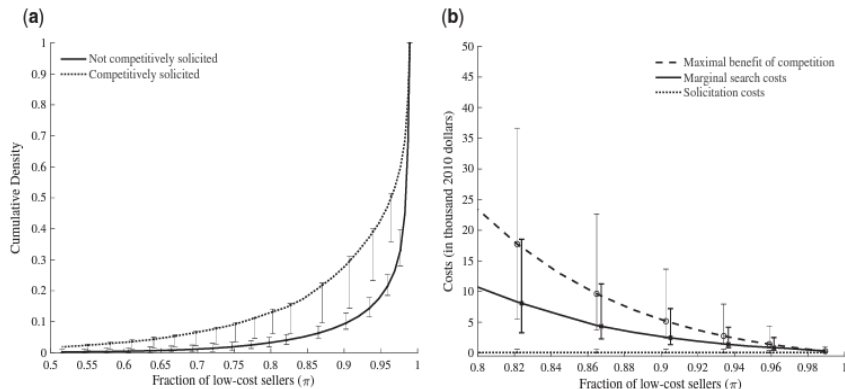 (a)
1
0.9
0.8
0.7
0.6
0.5
0.4
0.3
0.2
0.1
0
Cumulative Density
Not competitively solicited
Competitively solicited
0.5 0.55 0.6 0.65 0.7 0.75 0.8 0.85 0.9 0.95 1
Fraction of low-cost sellers (π)
(b)
50
45
40
35
30
25
20
15
10
5
0
Costs (in thousand 2010 dollars)
Maximal benefit of competition
Marginal search costs
Solicitation costs
0.8 0.82 0.84 0.86 0.88 0.9 0.92 0.94 0.96 0.98 1
Fraction of low-cost sellers (π)